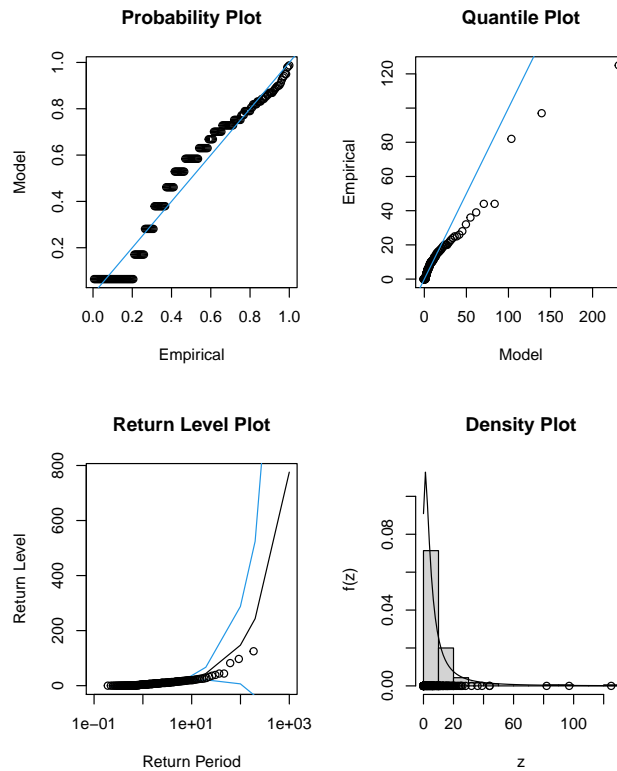 Probability Plot
Model
0.2 0.4 0.6 0.8 1.0
0.0 0.2 0.4 0.6 0.8 1.0
Empirical
Quantile Plot
Empirical
0 20 40 60 80 120
0 50 100 150 200
Model
Return Level Plot
Return Level
0 200 400 600 800
1e−01 1e+01 1e+03
Return Period
Density Plot
f(z)
0.00 0.04 0.08
0 20 40 60 80 120
z